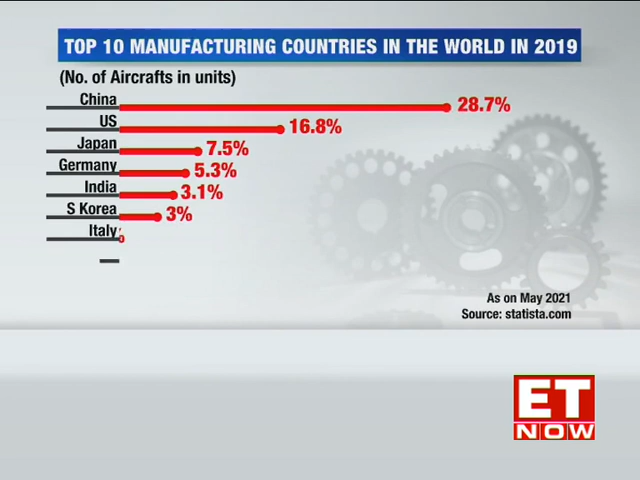 TOP 10 MANUFACTURING COUNTRIES IN THE WORLD IN 2019
(No. of Aircrafts in units)
China 28.7%
US 16.8%
Japan 7.5%
Germany 5.3%
India 3.1%
S Korea 3%
Italy
As on May 2021
Source: statista.com
ET
NOW